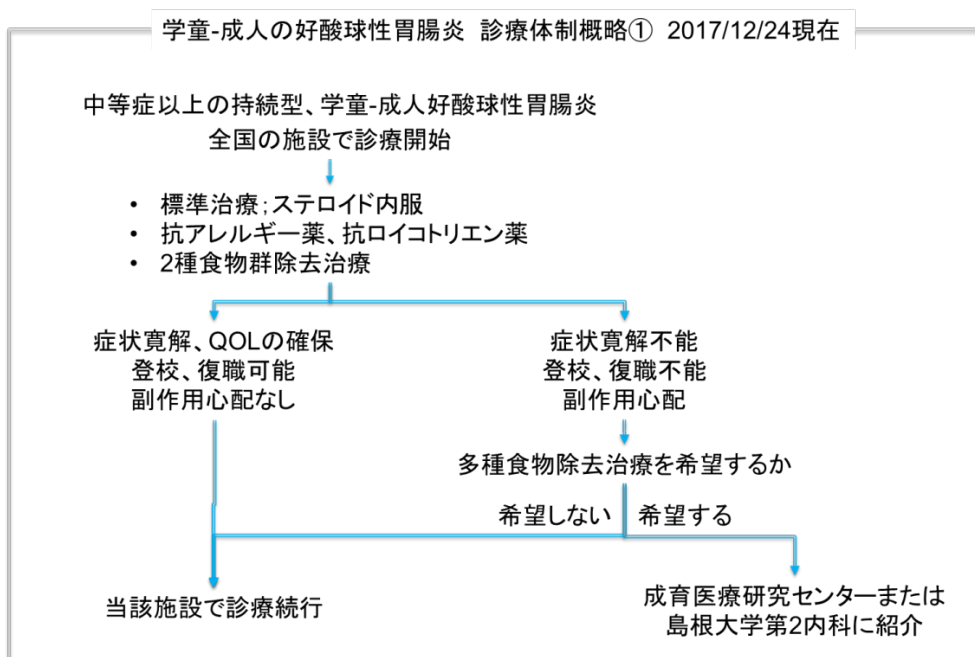 学童-成人の好酸球性胃腸炎 診療体制概略① 2017/12/24現在
中等症以上の持続型、学童-成人好酸球性胃腸炎
全国の施設で診療開始
• 標準治療；ステロイド内服
• 抗アレルギー薬、抗ロイコトリエン薬
• 2種食物群除去治療
症状寛解、QOLの確保
登校、復職可能
副作用心配なし
症状寛解不能
登校、復職不能
副作用心配
多種食物除去治療を希望するか
希望しない
希望する
当該施設で診療続行
成育医療研究センターまたは
島根大学第2内科に紹介